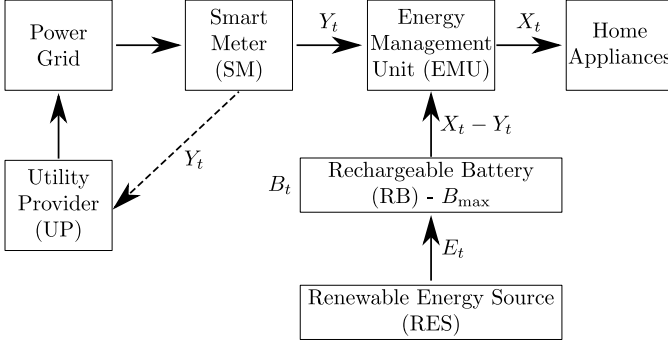 Power
Grid
Smart
Meter
(SM)
Y_t
Energy
Management
Unit (EMU)
X_t
Home
Appliances
Y_t
X_t − Y_t
Utility
Provider
(UP)
B_t
Rechargeable Battery
(RB) - B_max
E_t
Renewable Energy Source
(RES)